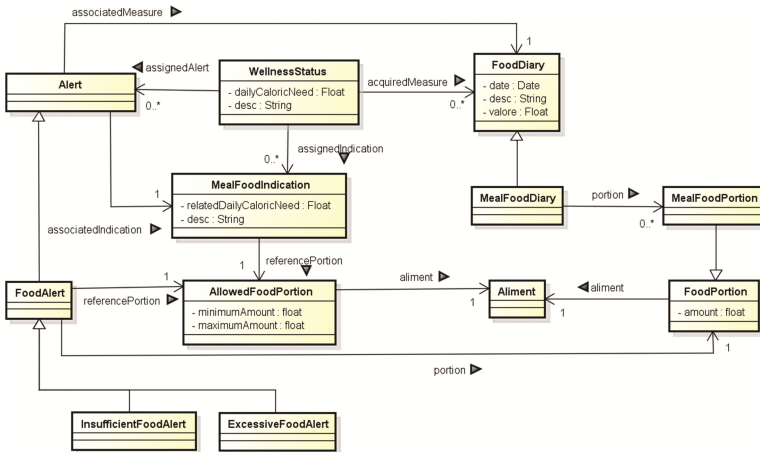 associatedMeasure
1
assignedAlert
WellnessStatus
- dailyCaloricNeed : Float
- desc : String
acquiredMeasure
FoodDiary
- date : Date
- desc : String
- valore : Float
Alert
0..*
0..*
0..*
assignedIndication
MealFoodIndication
- relatedDailyCaloricNeed : Float
- desc : String
1
associatedIndication
MealFoodDiary
portion
MealFoodPortion
0..*
referencePortion
1
FoodAlert
1
referencePortion
AllowedFoodPortion
- minimumAmount : float
- maximumAmount : float
aliment
1
Aliment
aliment
1
FoodPortion
- amount : float
1
portion
InsufficientFoodAlert
ExcessiveFoodAlert